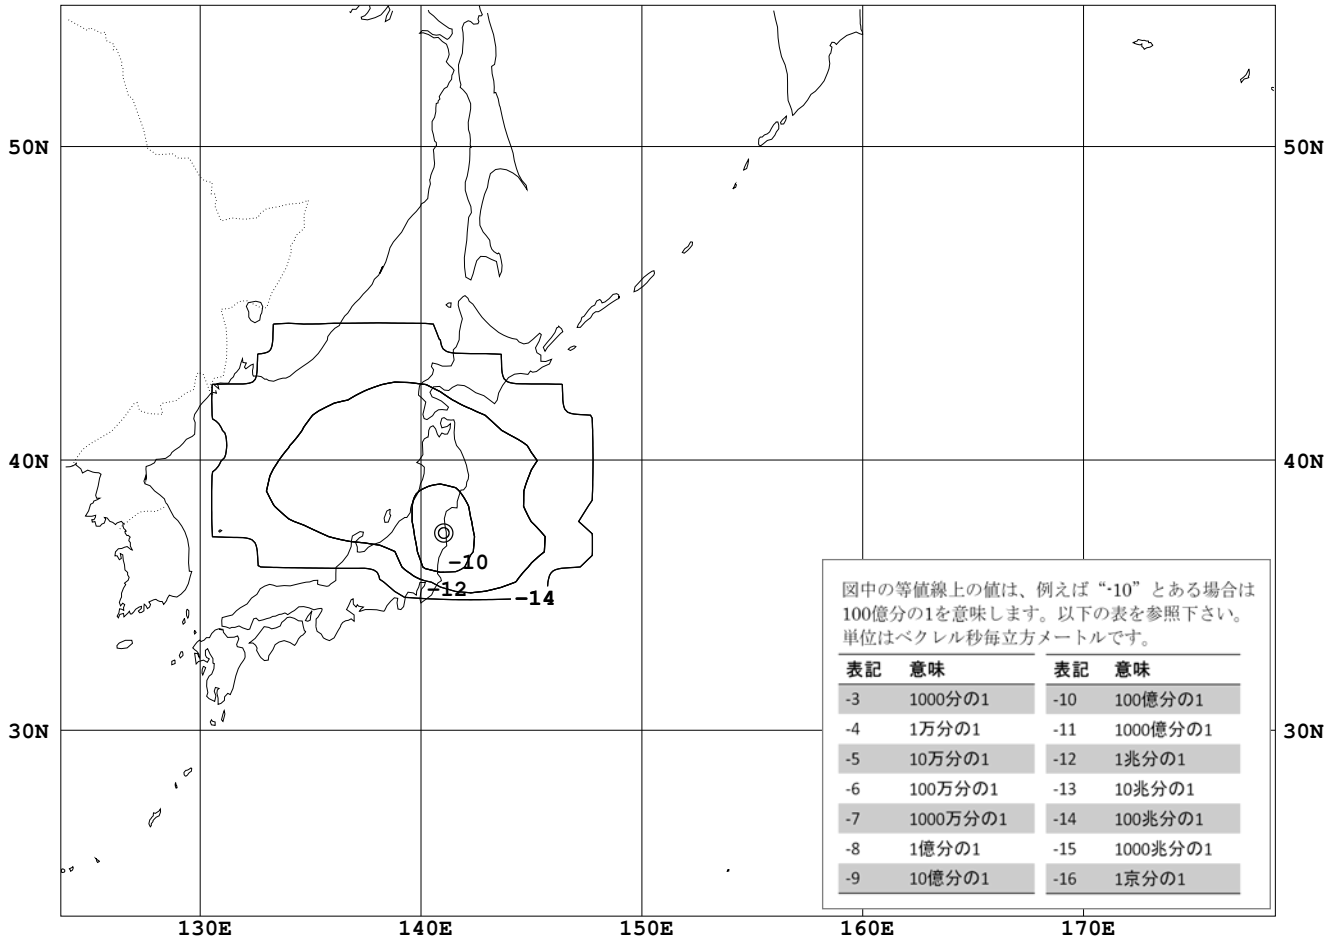 50N 50N
40N 40N
-10
-12
-14
図中の等値線上の値は、例えば“-10”とある場合は
100億分の1を意味します。以下の表を参照下さい。
単位はベクレル秒毎立方メートルです。
表記 意味 表記 意味
-3 1000分の1 -10 100億分の1
-4 1万分の1 -11 1000億分の1
-5 10万分の1 -12 1兆分の1
-6 100万分の1 -13 10兆分の1
-7 1000万分の1 -14 100兆分の1
-8 1億分の1 -15 1000兆分の1
-9 10億分の1 -16 1京分の1
30N 30N
130E 140E 150E 160E 170E